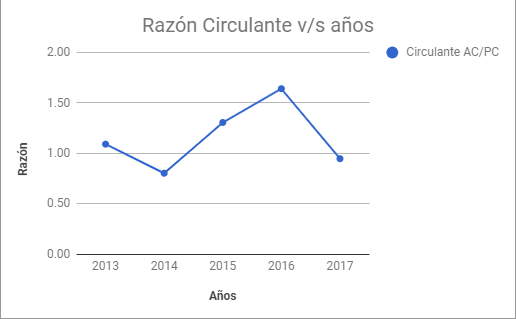 Razón Circulante v/s años
Circulante AC/PC
2.00
1.50
1.00
0.50
0.00
Razón
2013 2014 2015 2016 2017
Años